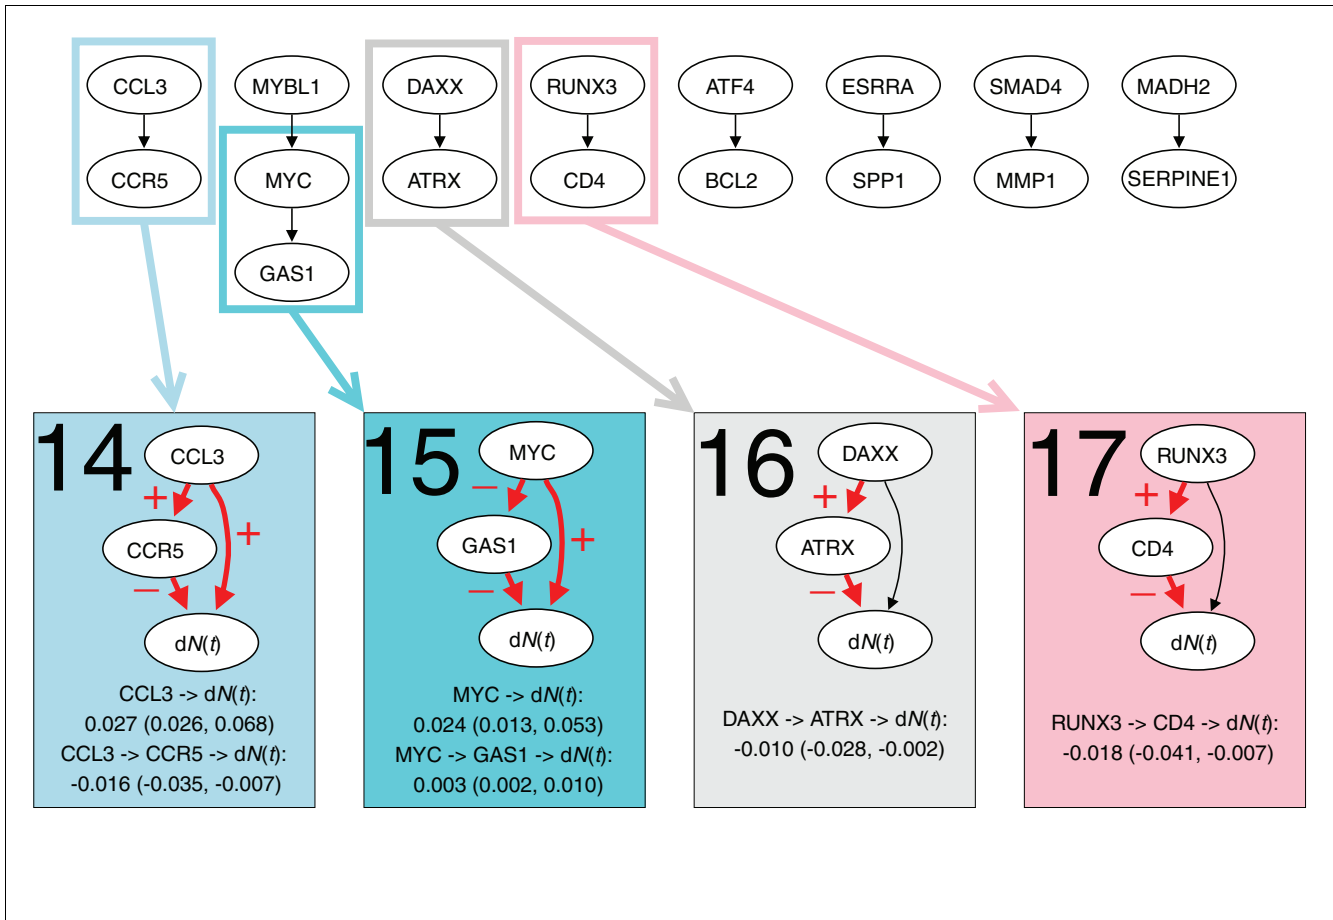 CCL3 MYBL1 DAXX RUNX3 ATF4 ESRRA SMAD4 MADH2
CCR5 MYC ATRX CD4 BCL2 SPP1 MMP1 SERPINE1
GAS1
14
CCL3
+
+
CCR5
–
dN(t)
CCL3 -> dN(t):
0.027 (0.026, 0.068)
CCL3 -> CCR5 -> dN(t):
-0.016 (-0.035, -0.007)
15
MYC
–
GAS1
+
–
dN(t)
MYC -> dN(t):
0.024 (0.013, 0.053)
MYC -> GAS1 -> dN(t):
0.003 (0.002, 0.010)
16
DAXX
+
ATRX
–
dN(t)
DAXX -> ATRX -> dN(t):
-0.010 (-0.028, -0.002)
17
RUNX3
+
CD4
–
dN(t)
RUNX3 -> CD4 -> dN(t):
-0.018 (-0.041, -0.007)